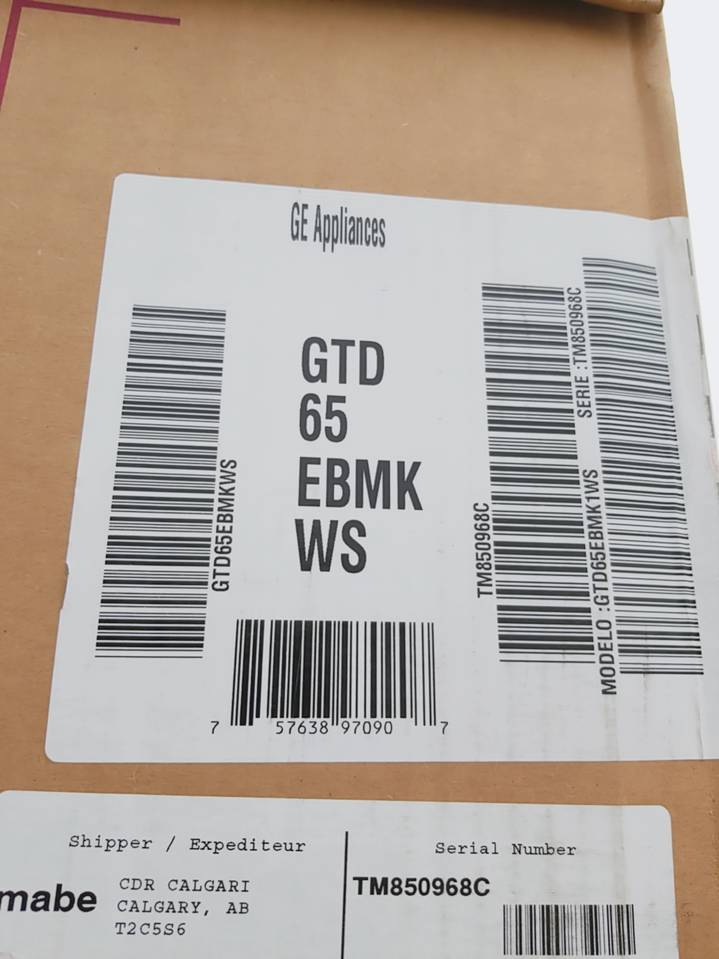 GE Appliances
GTD
65
EBMK
WS
GTD65EBMKWS
TM850968C
SERIE :TM850968C
MODELO :GTD65EBMK1WS
7 57638 97090 7
Shipper / Expediteur
mabe
CDR CALGARI
CALGARY, AB
T2C5S6
Serial Number
TM850968C